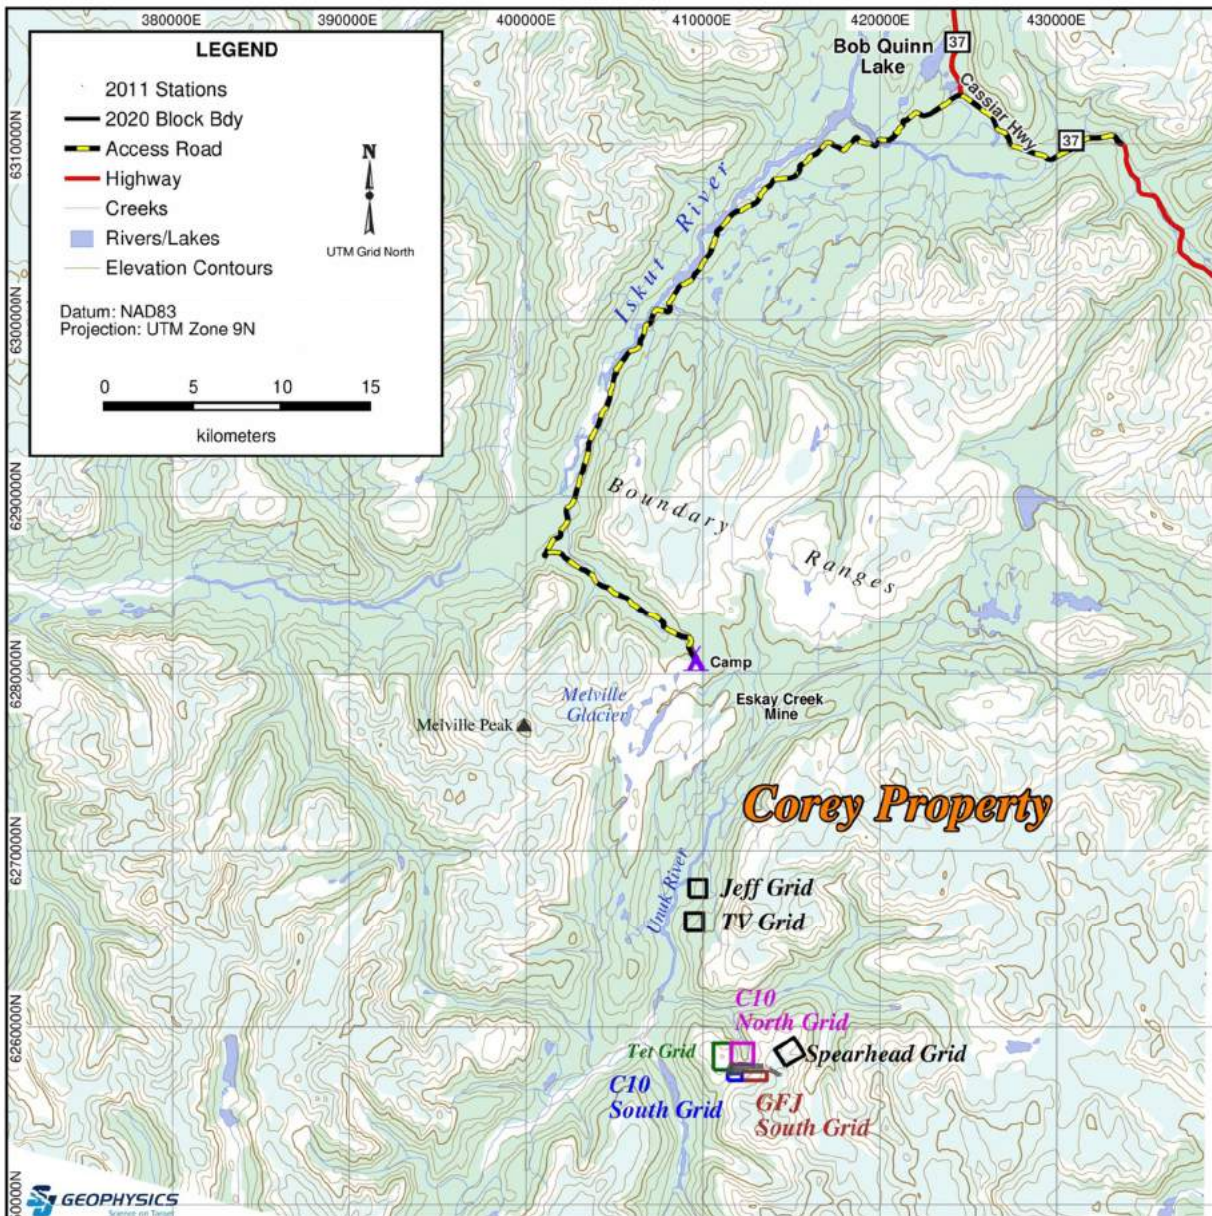 380000E 390000E 400000E 410000E 420000E 430000E
LEGEND
2011 Stations
2020 Block Bdy
Access Road
Highway
Creeks
Rivers/Lakes
Elevation Contours
N
UTM Grid North
Datum: NAD83
Projection: UTM Zone 9N
0 5 10 15
kilometers
Bob Quinn
Lake
37
Cassiar Hwy
37
6310000N
Iskut River
6300000N
6290000N
Boundary
Ranges
6280000N
Camp
Melville
Glacier
Eskay Creek
Mine
Melville Peak
Corey Property
6270000N
Unuk River
Jeff Grid
TV Grid
6260000N
C10
North Grid
Tet Grid
Spearhead Grid
C10
South Grid
GFJ
South Grid
SJ GEOPHYSICS
Science on Target